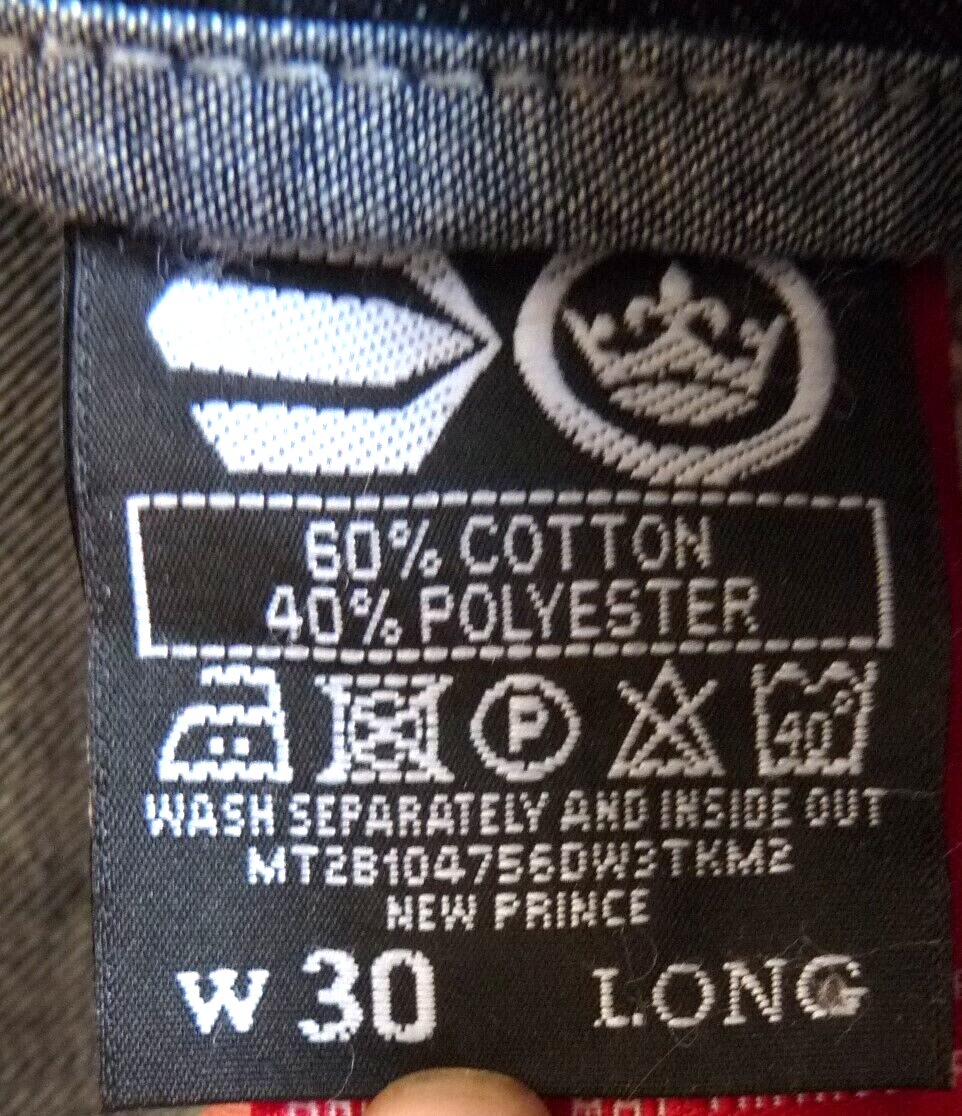 60% COTTON
40% POLYESTER
P
40°
WASH SEPARATELY AND INSIDE OUT
MT2B104756DW3TKM2
NEW PRINCE
W 30 LONG